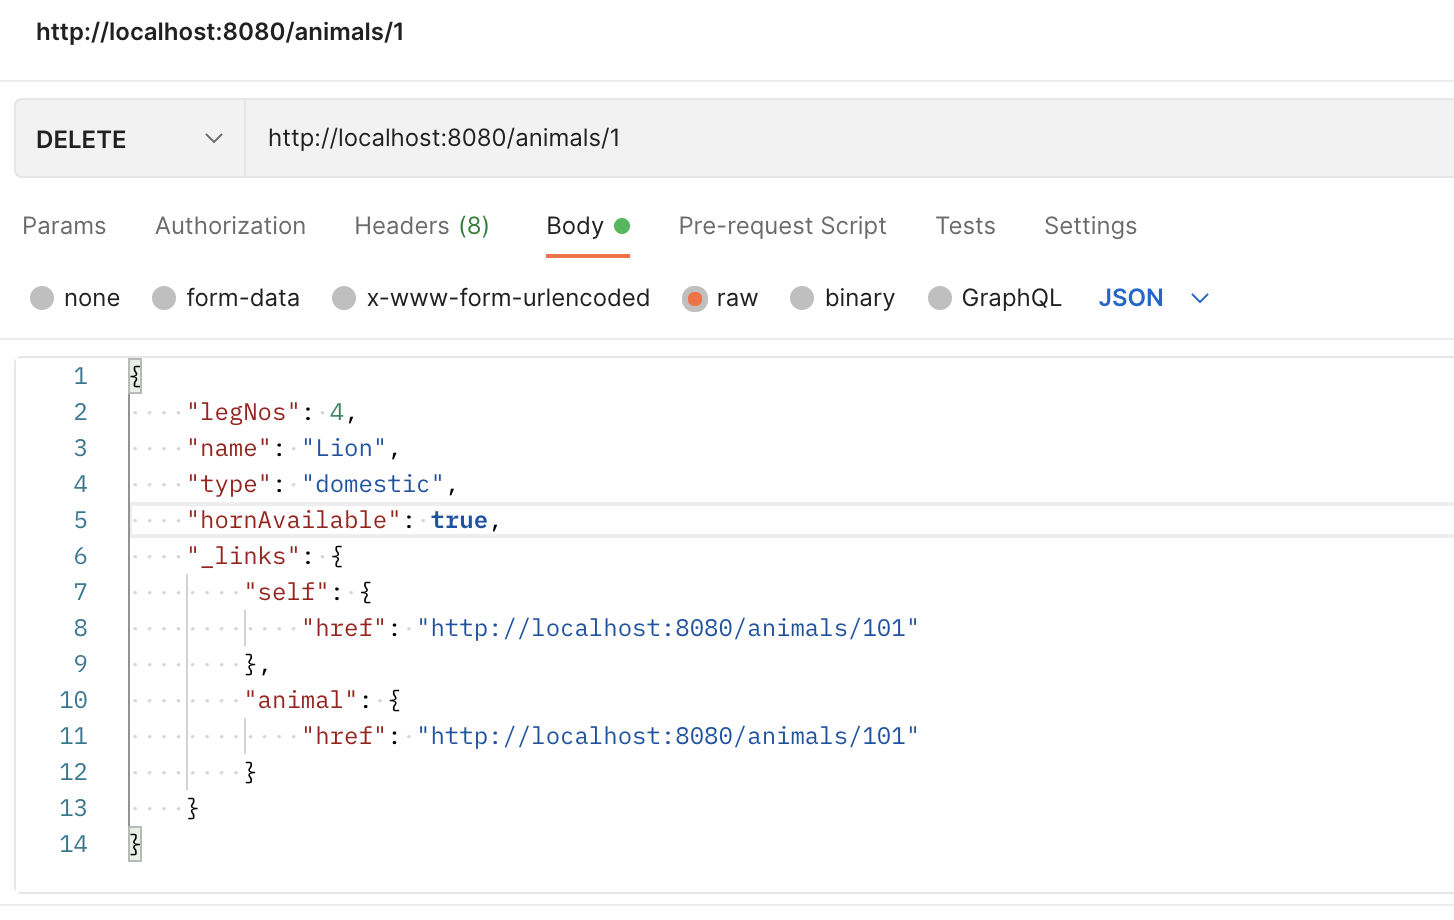 http://localhost:8080/animals/1
DELETE http://localhost:8080/animals/1
Params Authorization Headers (8) Body Pre-request Script Tests Settings
none form-data x-www-form-urlencoded raw binary GraphQL JSON
1 {
2 "legNos": 4,
3 "name": "Lion",
4 "type": "domestic",
5 "hornAvailable": true,
6 "_links": {
7 "self": {
8 "href": "http://localhost:8080/animals/101"
9 },
10 "animal": {
11 "href": "http://localhost:8080/animals/101"
12 }
13 }
14 }